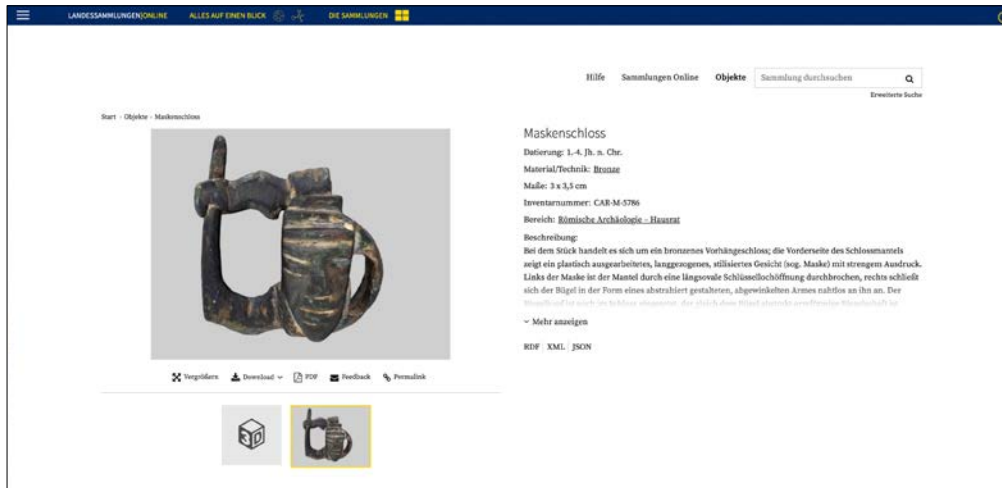 LANDESSAMMLUNGEN|ONLINE ALLES AUF EINEN BLICK DIE SAMMLUNGEN
Hilfe Sammlungen Online Objekte Sammlung durchsuchen
Erweiterte Suche
Start - Objekte - Maskenschloss
Maskenschloss
Datierung: 1.-4. Jh. n. Chr.
Material/Technik: Bronze
Maße: 3 x 3,5 cm
Inventarnummer: CAR-M-5786
Bereich: Römische Archäologie – Hausrat
Beschreibung:
Bei dem Stück handelt es sich um ein bronzenes Vorhängeschloss; die Vorderseite des Schlossmantels
zeigt ein plastisch ausgearbeitetes, langgezogenes, stilisiertes Gesicht (sog. Maske) mit strengem Ausdruck.
Links der Maske ist der Mantel durch eine längsovale Schlüssellochöffnung durchbrochen, rechts schließt
sich der Bügel in der Form eines abstrahiert gestalteten, abgewinkelten Armes nahtlos an ihn an. Der
Mehr anzeigen
RDF XML JSON
Vergrößern Download PDF Feedback Permalink
3D